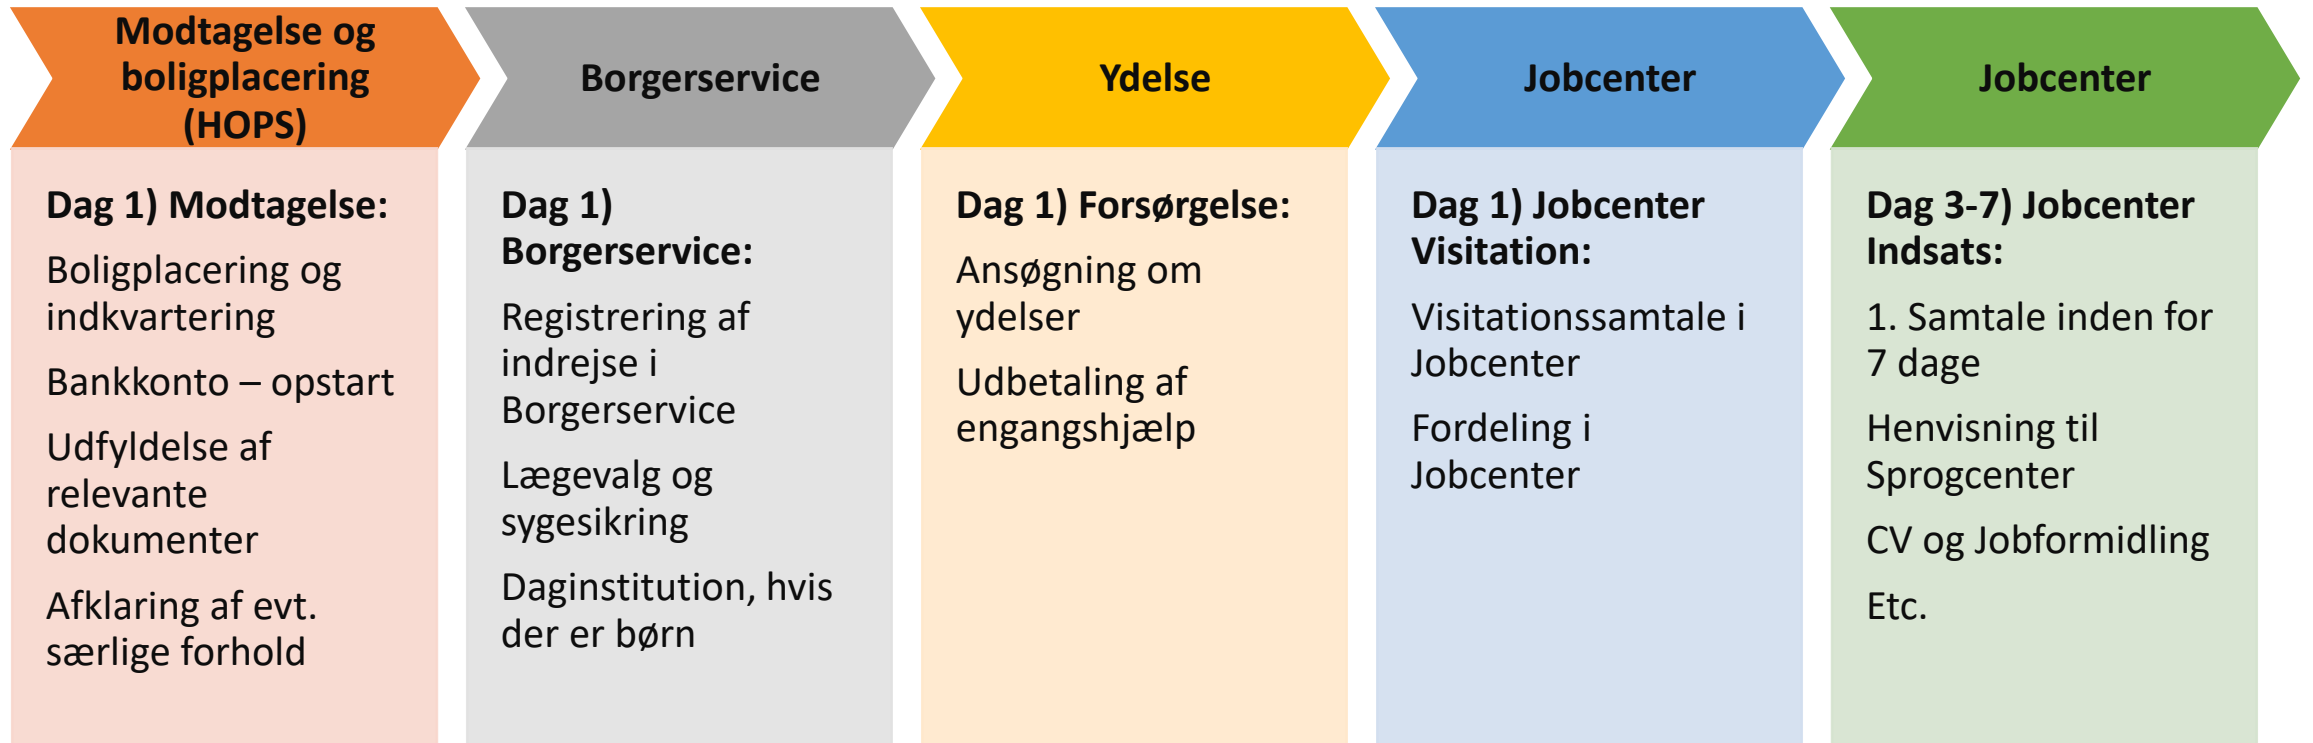 Modtagelse og
boligplacering
(HOPS)
Dag 1) Modtagelse:
Boligplacering og
indkvartering
Bankkonto – opstart
Udfyldelse af
relevante
dokumenter
Afklaring af evt.
særlige forhold
Borgerservice
Dag 1)
Borgerservice:
Registrering af
indrejse i
Borgerservice
Lægevalg og
sygesikring
Daginstitution, hvis
der er børn
Ydelse
Dag 1) Forsørgelse:
Ansøgning om
ydelser
Udbetaling af
engangshjælp
Jobcenter
Dag 1) Jobcenter
Visitation:
Visitationssamtale i
Jobcenter
Fordeling i
Jobcenter
Jobcenter
Dag 3-7) Jobcenter
Indsats:
1. Samtale inden for
7 dage
Henvisning til
Sprogcenter
CV og Jobformidling
Etc.